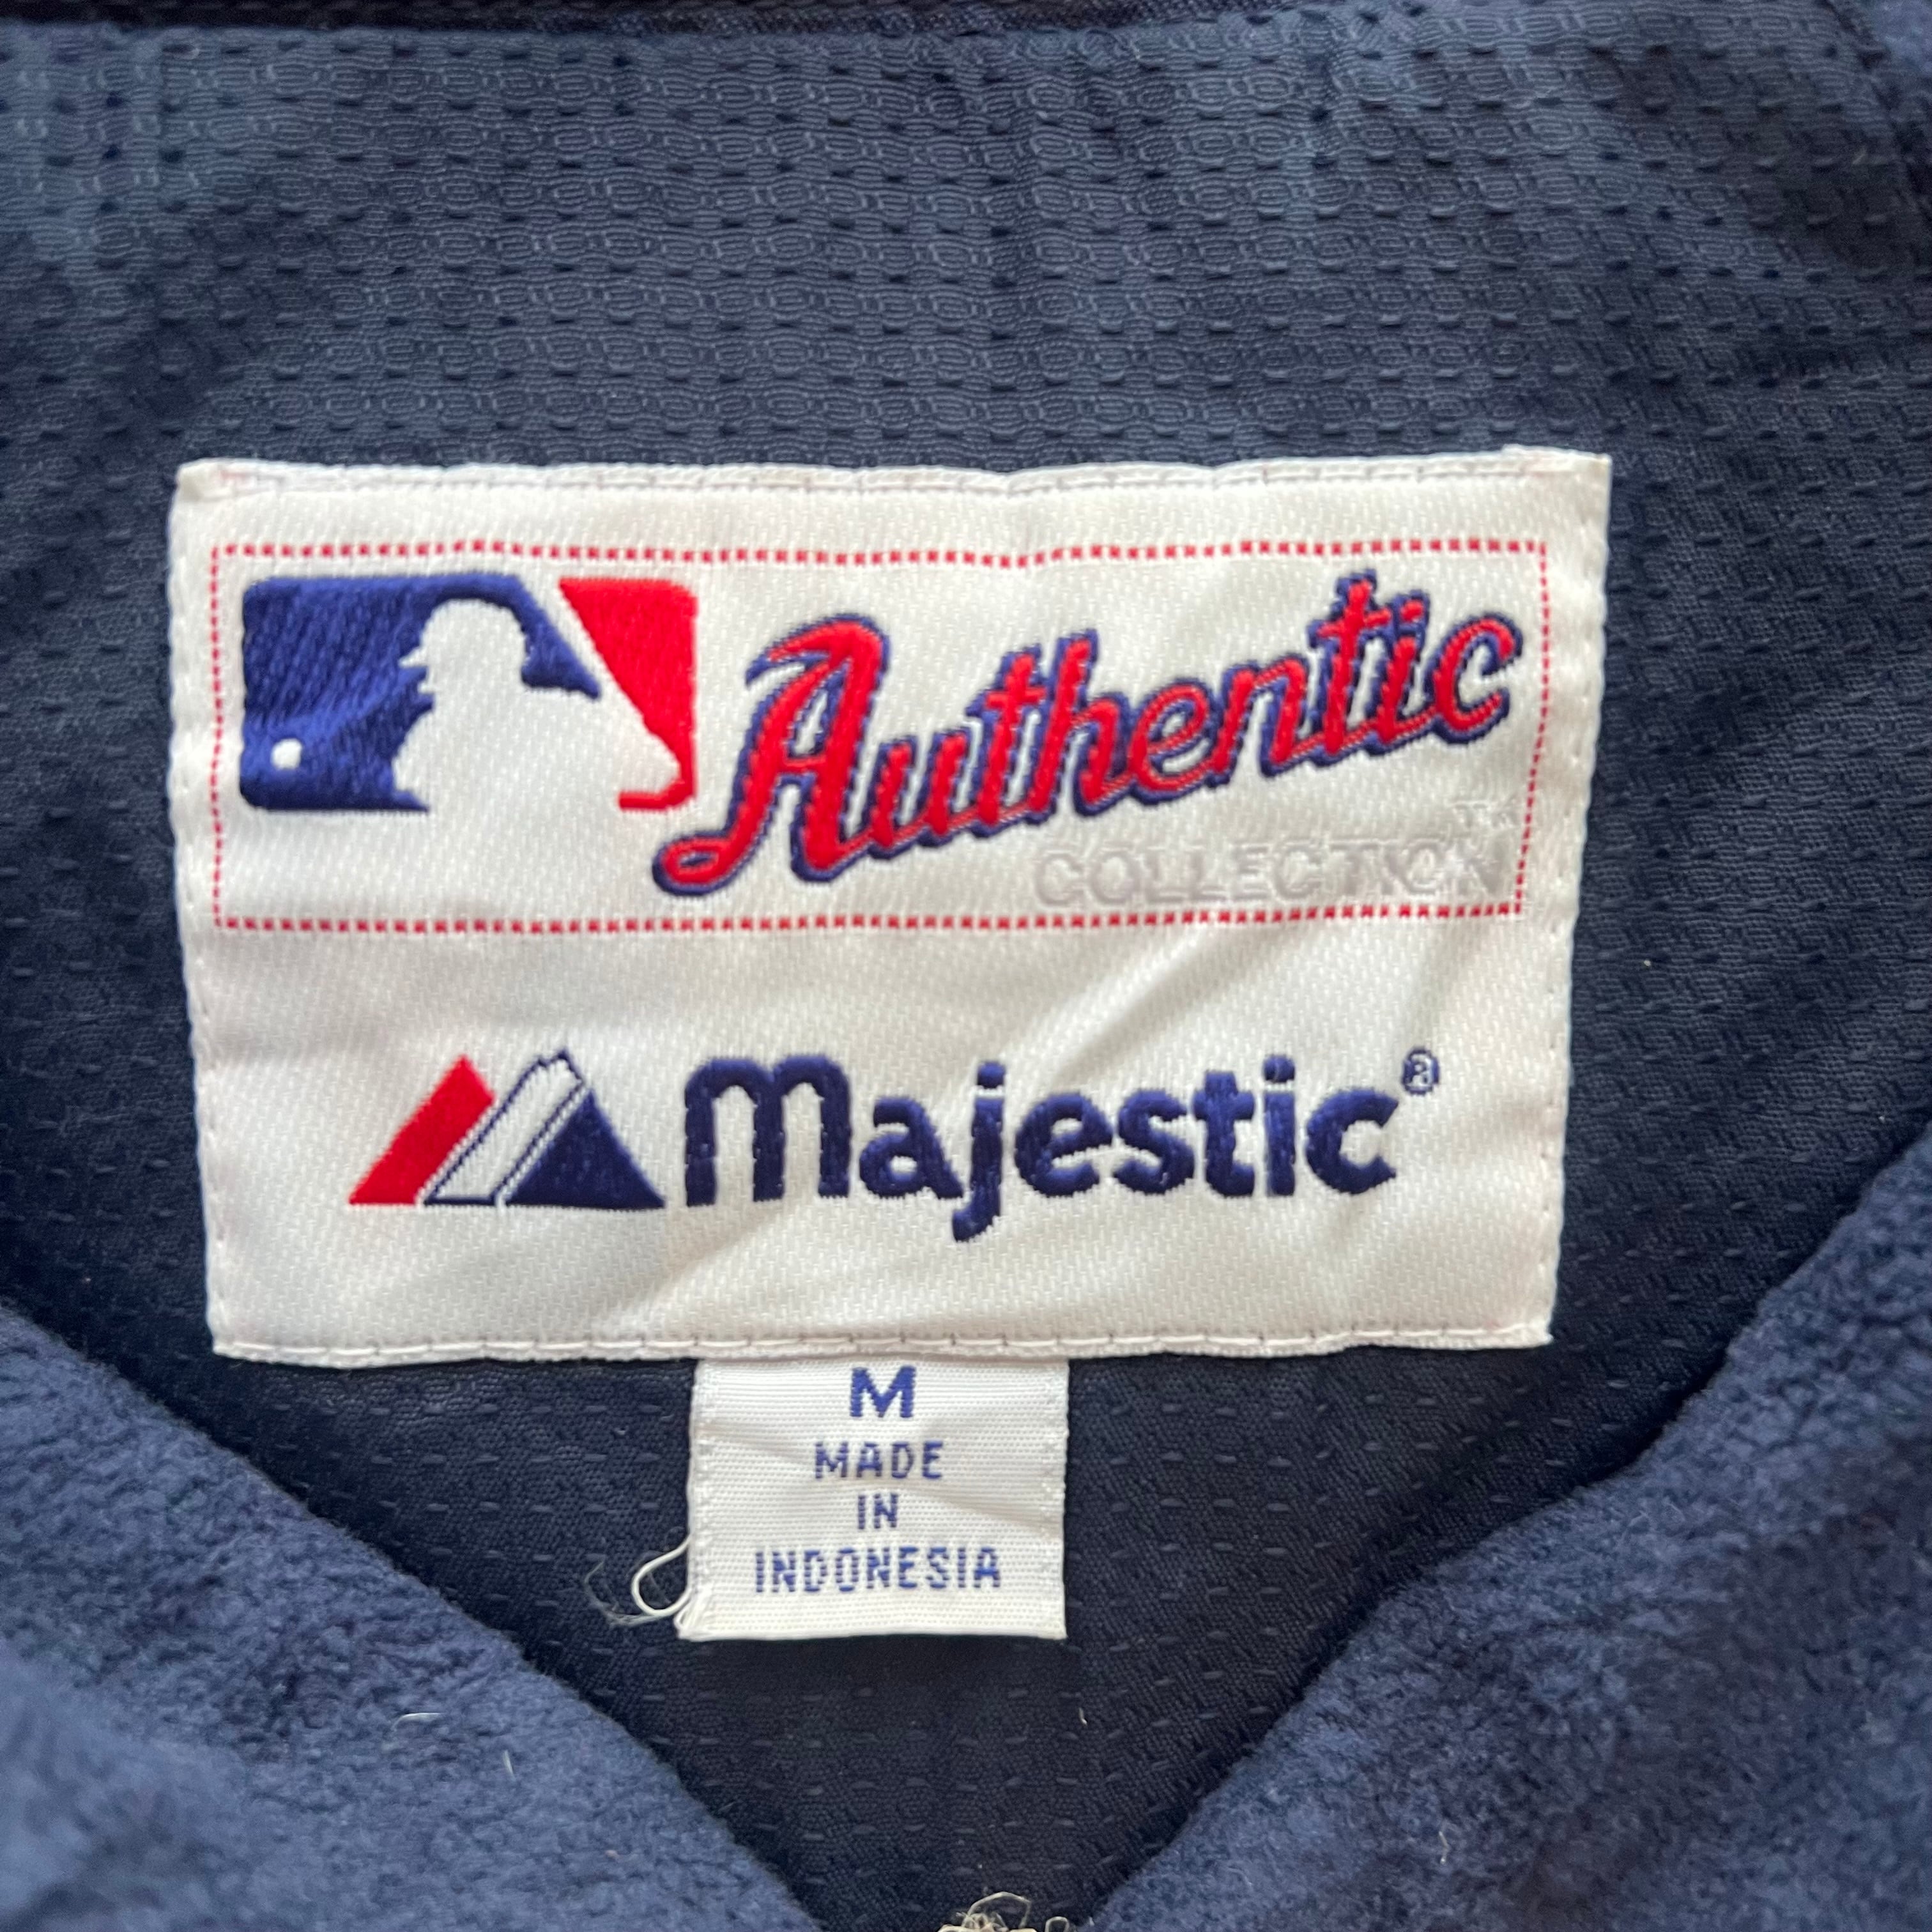 Authentic
™
COLLECTION
Majestic®
M
MADE
IN
INDONESIA